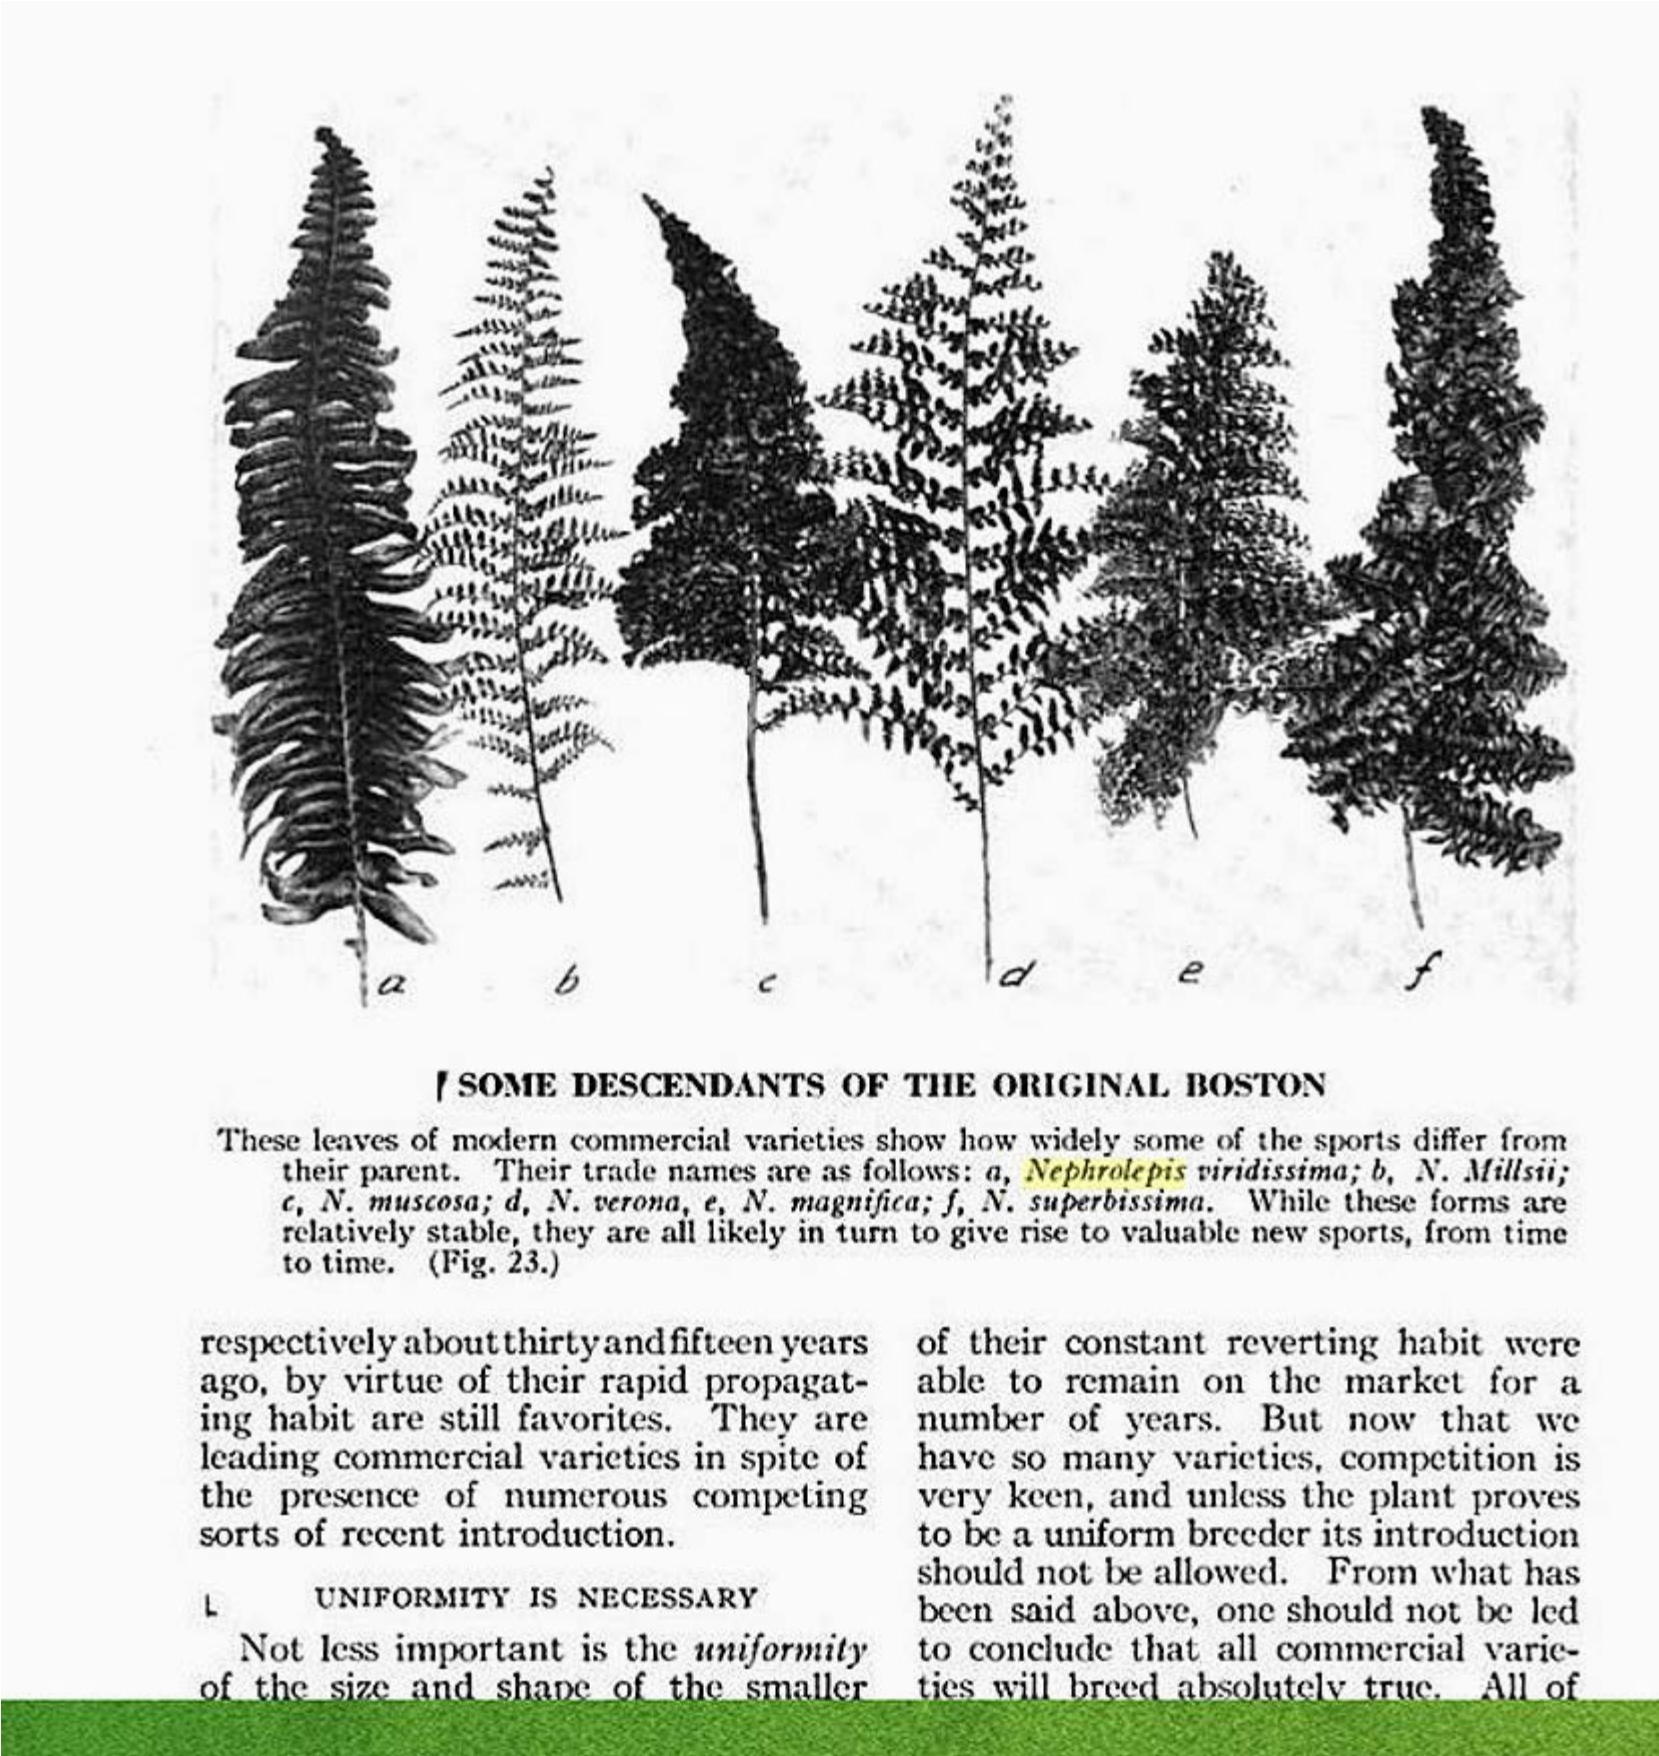 a b c d e f
SOME DESCENDANTS OF THE ORIGINAL BOSTON
These leaves of modern commercial varieties show how widely some of the sports differ from
their parent. Their trade names are as follows: a, Nephrolepis viridissima; b, N. Millsii;
c, N. muscosa; d, N. verona, e, N. magnifica; f, N. superbissima. While these forms are
relatively stable, they are all likely in turn to give rise to valuable new sports, from time
to time. (Fig. 23.)
respectively about thirty and fifteen years
ago, by virtue of their rapid propagat-
ing habit are still favorites. They are
leading commercial varieties in spite of
the presence of numerous competing
sorts of recent introduction.
UNIFORMITY IS NECESSARY
Not less important is the uniformity
of the size and shape of the smaller
of their constant reverting habit were
able to remain on the market for a
number of years. But now that we
have so many varieties, competition is
very keen, and unless the plant proves
to be a uniform breeder its introduction
should not be allowed. From what has
been said above, one should not be led
to conclude that all commercial varie-
ties will breed absolutely true. All of